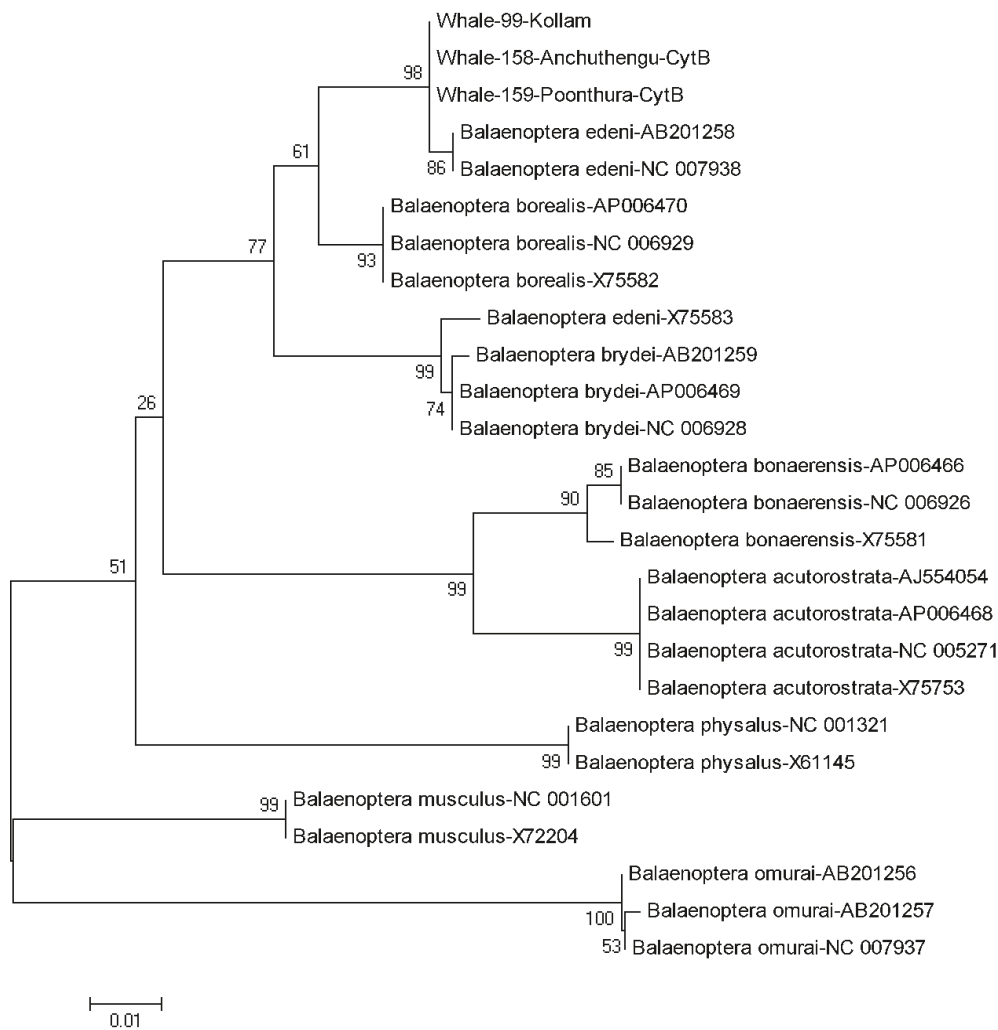 Whale-99-Kollam
Whale-158-Anchuthengu-CytB
98
Whale-159-Poonthura-CytB
Balaenoptera edeni-AB201258
61
86
Balaenoptera edeni-NC 007938
Balaenoptera borealis-AP006470
77
Balaenoptera borealis-NC 006929
93
Balaenoptera borealis-X75582
Balaenoptera edeni-X75583
Balaenoptera brydei-AB201259
99
Balaenoptera brydei-AP006469
26
74
Balaenoptera brydei-NC 006928
Balaenoptera bonaerensis-AP006466
85
90
Balaenoptera bonaerensis-NC 006926
Balaenoptera bonaerensis-X75581
51
Balaenoptera acutorostrata-AJ554054
99
Balaenoptera acutorostrata-AP006468
99
Balaenoptera acutorostrata-NC 005271
Balaenoptera acutorostrata-X75753
Balaenoptera physalus-NC 001321
99
Balaenoptera physalus-X61145
99
Balaenoptera musculus-NC 001601
Balaenoptera musculus-X72204
Balaenoptera omurai-AB201256
100
Balaenoptera omurai-AB201257
53
Balaenoptera omurai-NC 007937
0.01